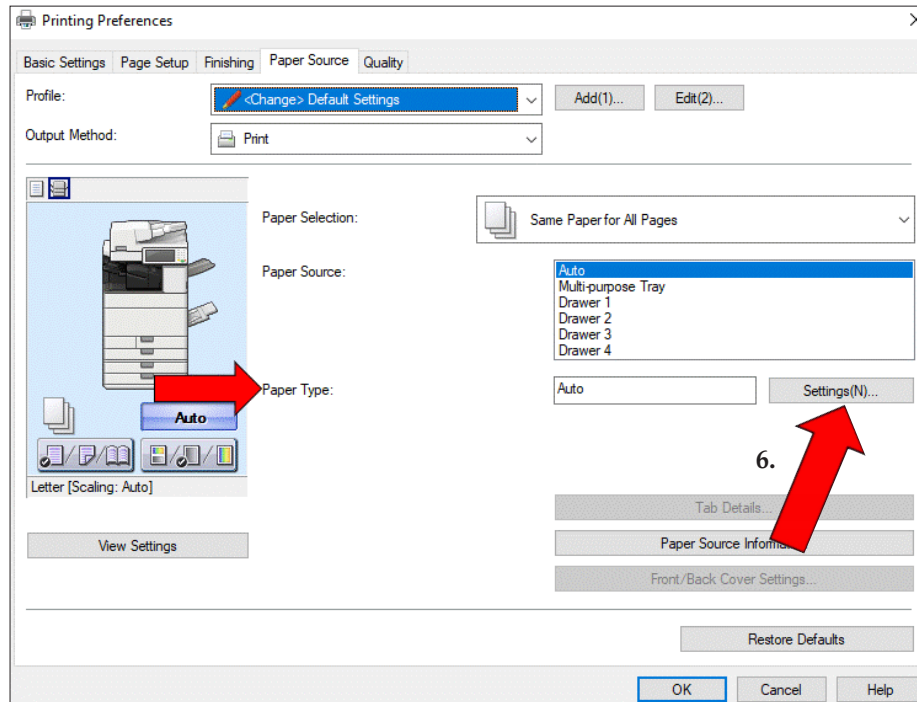 Printing Preferences
Basic Settings Page Setup Finishing Paper Source Quality
Profile: <Change> Default Settings Add(1)... Edit(2)...
Output Method: Print
Paper Selection: Same Paper for All Pages
Paper Source: Auto
Multi-purpose Tray
Drawer 1
Drawer 2
Drawer 3
Drawer 4
Paper Type: Auto Settings(N)...
Auto
6.
Letter [Scaling: Auto]
Tab Details...
View Settings
Paper Source
Front/Back Cover Settings...
Restore Defaults
OK Cancel Help